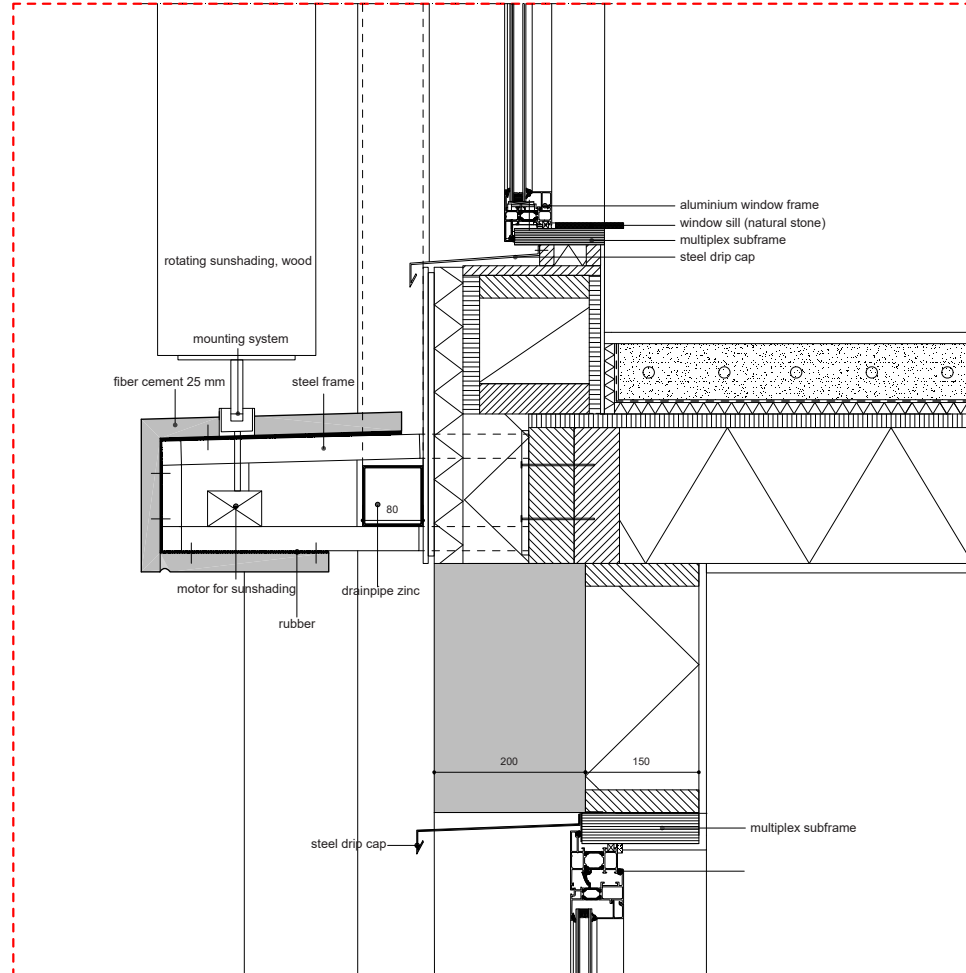 aluminium window frame
window sill (natural stone)
multiplex subframe
steel drip cap
rotating sunshading, wood
mounting system
fiber cement 25 mm
steel frame
80
motor for sunshading
drainpipe zinc
rubber
200
150
steel drip cap
multiplex subframe